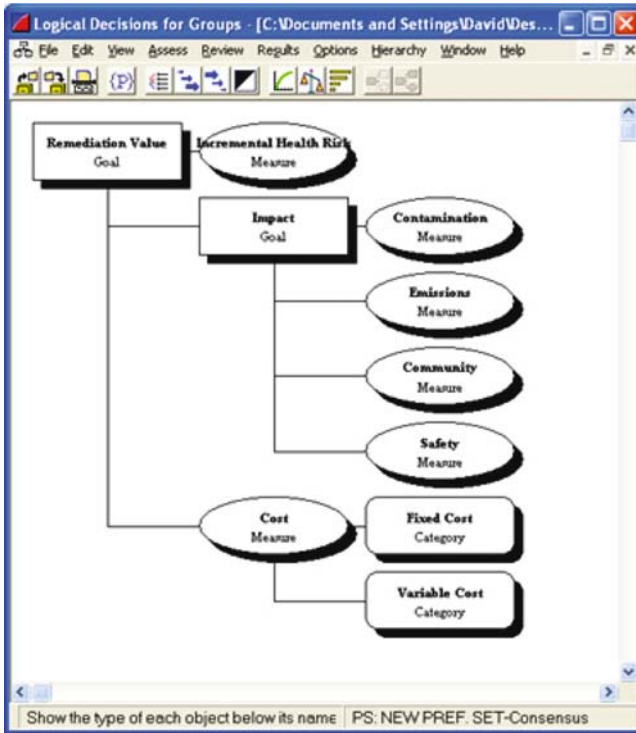 Logical Decisions for Groups - [C:\Documents and Settings\David\Des...
File Edit View Assess Review Results Options Hierarchy Window Help
{P}
Remediation Value
Goal
Incremental Health Risk
Measure
Impact
Goal
Contamination
Measure
Emissions
Measure
Community
Measure
Safety
Measure
Cost
Measure
Fixed Cost
Category
Variable Cost
Category
Show the type of each object below its name PS: NEW PREF. SET-Consensus